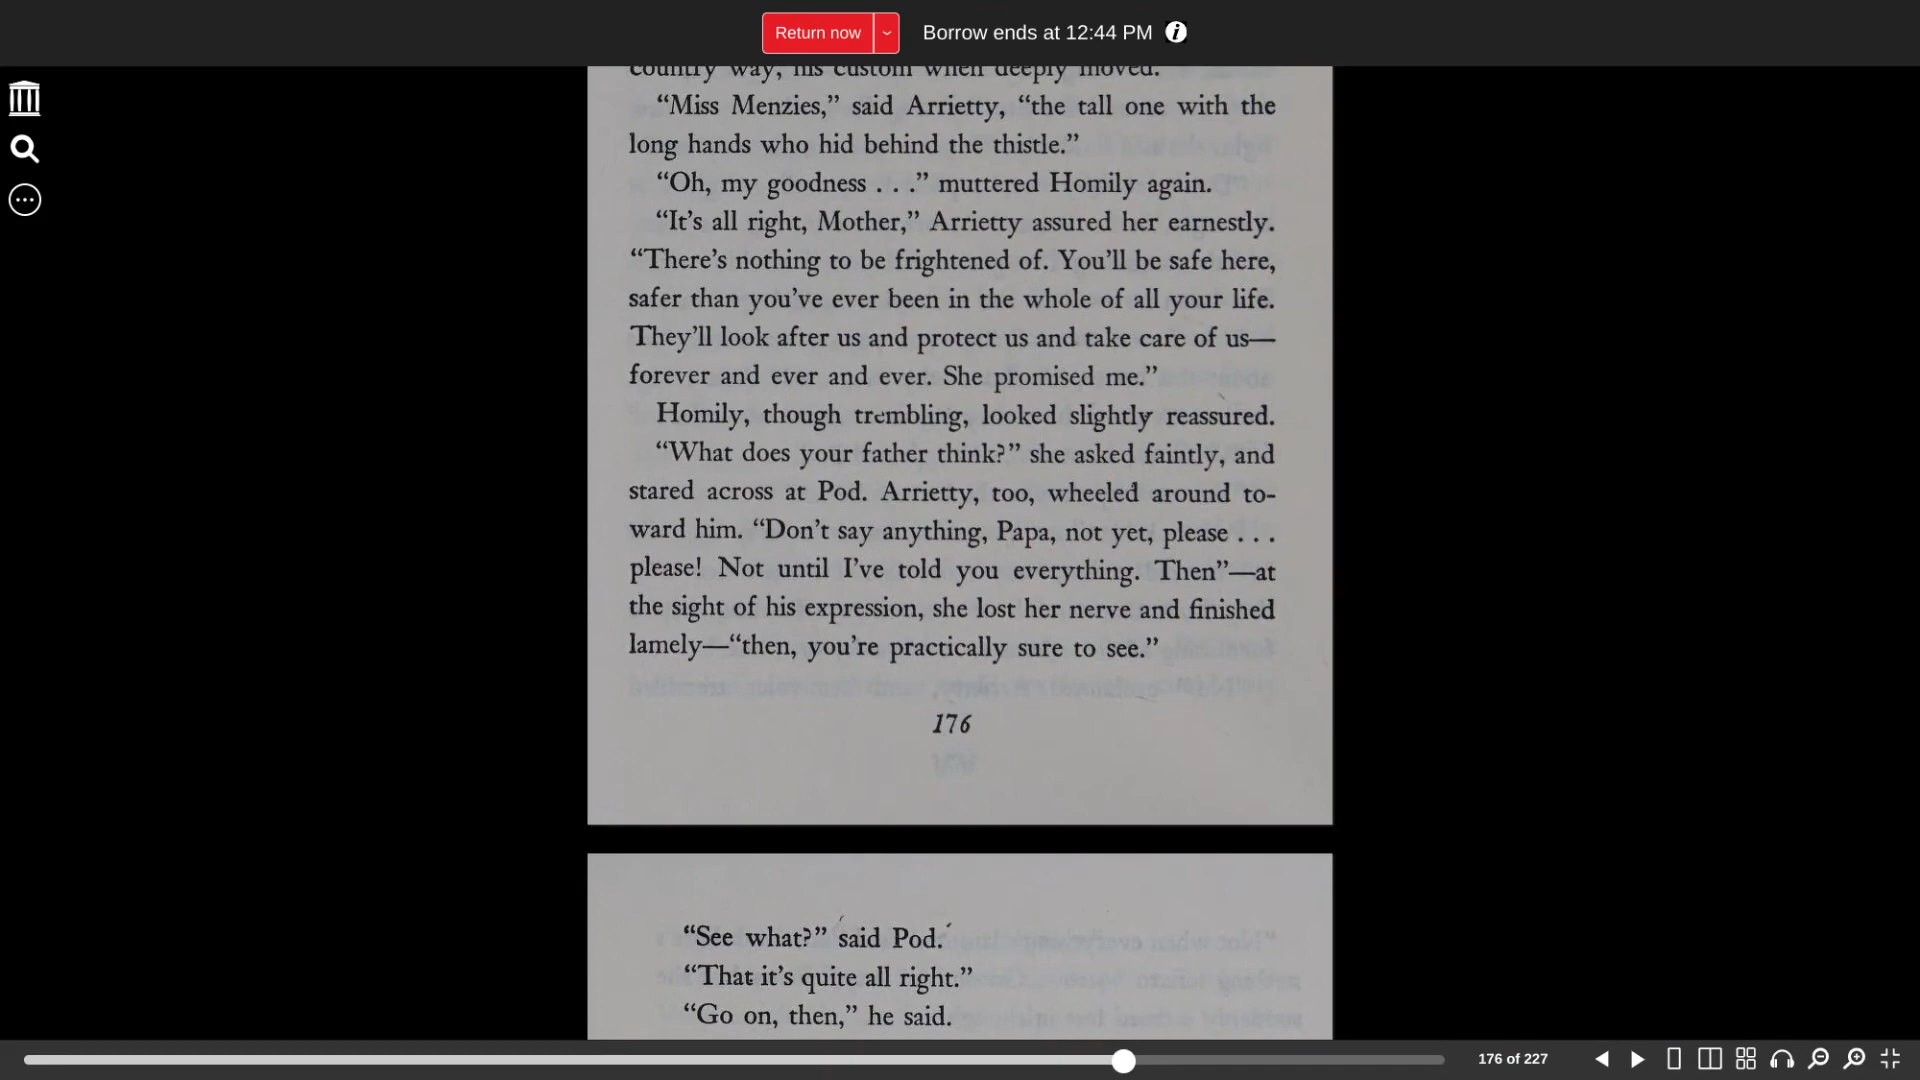 Return now
Borrow ends at 12:44 PM
country way, his custom when deeply moved.
“Miss Menzies,” said Arrietty, “the tall one with the
long hands who hid behind the thistle.”
“Oh, my goodness . . .” muttered Homily again.
“It’s all right, Mother,” Arrietty assured her earnestly.
“There’s nothing to be frightened of. You’ll be safe here,
safer than you’ve ever been in the whole of all your life.
They’ll look after us and protect us and take care of us—
forever and ever and ever. She promised me.”
Homily, though trembling, looked slightly reassured.
“What does your father think?” she asked faintly, and
stared across at Pod. Arrietty, too, wheeled around to-
ward him. “Don’t say anything, Papa, not yet, please . . .
please! Not until I’ve told you everything. Then”—at
the sight of his expression, she lost her nerve and finished
lamely—“then, you’re practically sure to see.”
176
“See what?” said Pod.
“That it’s quite all right.”
“Go on, then,” he said.
176 of 227